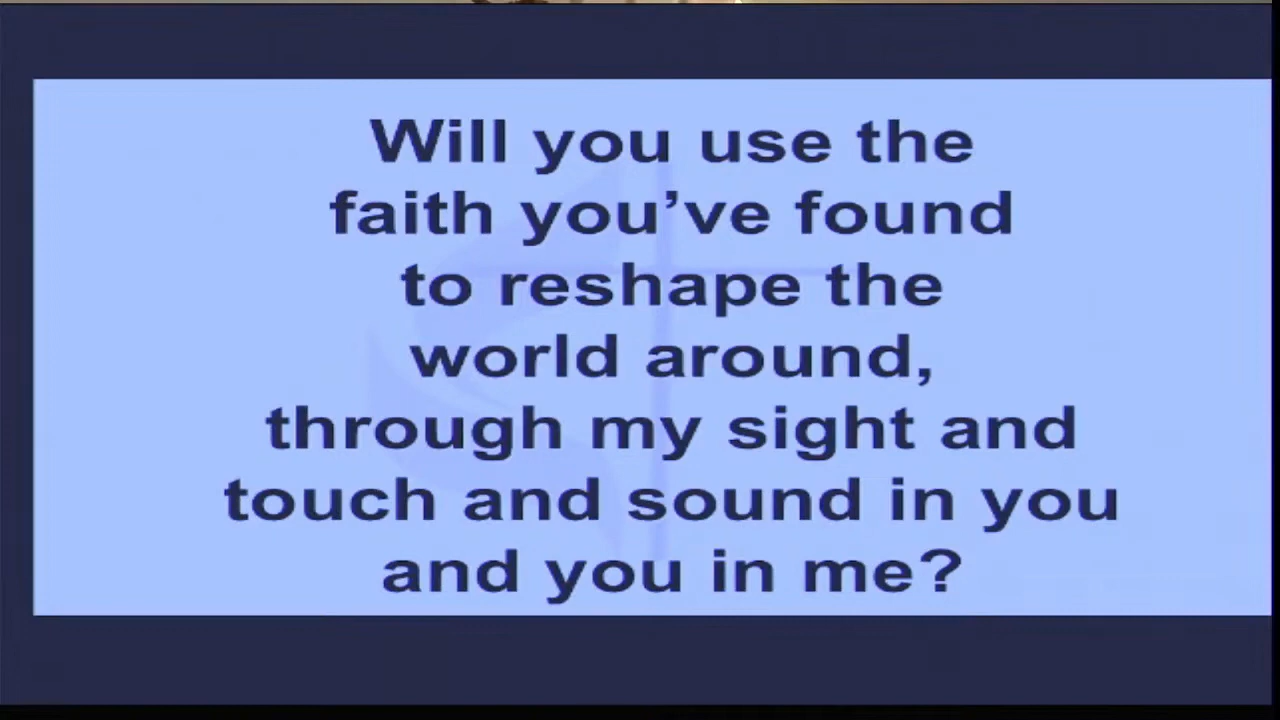 Will you use the
faith you’ve found
to reshape the
world around,
through my sight and
touch and sound in you
and you in me?